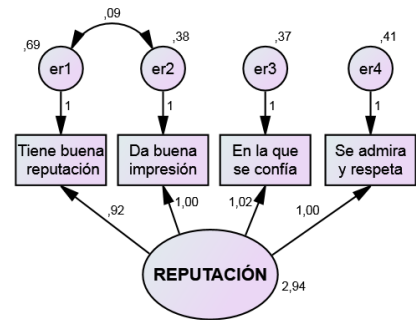 ,09
,69
,38
,37
,41
er1
er2
er3
er4
1
1
1
1
Tiene buena
reputación
Da buena
impresión
En la que
se confía
Se admira
y respeta
,92
1,00
1,02
1,00
REPUTACIÓN
2,94